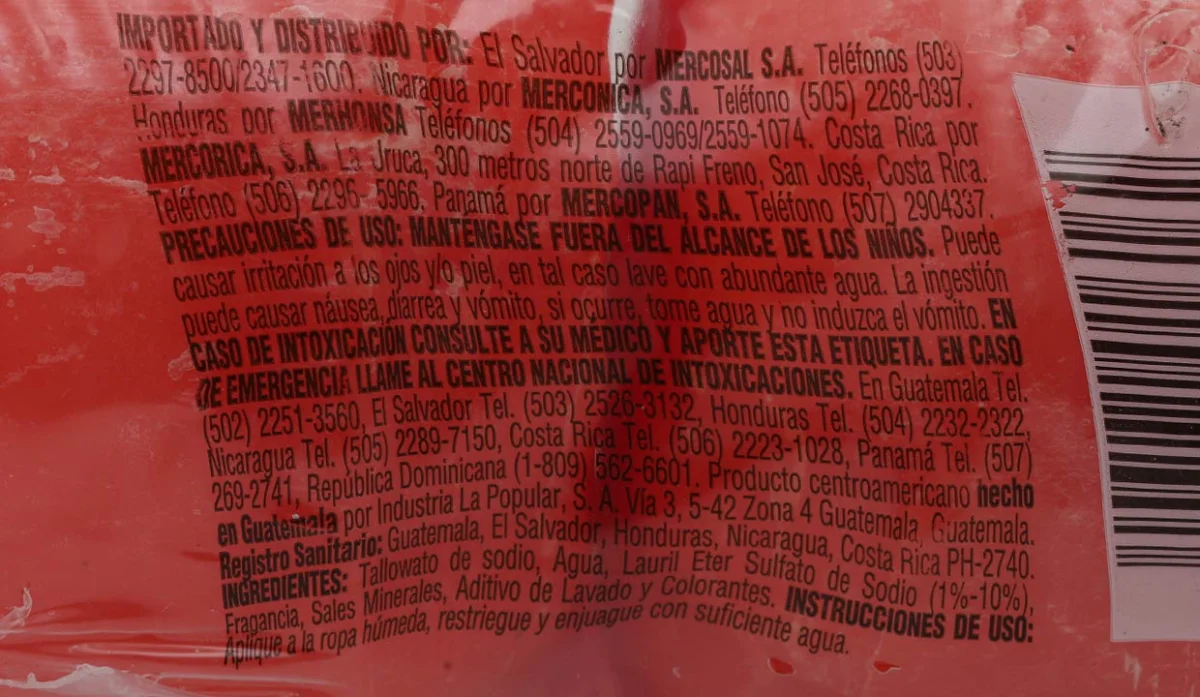 IMPORTADO Y DISTRIBUIDO POR: El Salvador por MERCOSAL S.A. Teléfonos (503)
2297-8500/2347-1600. Nicaragua por MERCONICA, S.A. Teléfono (505) 2268-0397.
Honduras por MERHONSA Teléfonos (504) 2559-0969/2559-1074. Costa Rica por
MERCORICA, S.A. La Uruca, 300 metros norte de Rapi Freno, San José, Costa Rica.
Teléfono (506) 2296-5966, Panamá por MERCOPAN, S.A. Teléfono (507) 2904337.
PRECAUCIONES DE USO: MANTÉNGASE FUERA DEL ALCANCE DE LOS NIÑOS. Puede
causar irritación a los ojos y/o piel, en tal caso lave con abundante agua. La ingestión
puede causar náusea, diarrea y vómito, si ocurre, tome agua y no induzca el vómito. EN
CASO DE INTOXICACIÓN CONSULTE A SU MÉDICO Y APORTE ESTA ETIQUETA. EN CASO
DE EMERGENCIA LLAME AL CENTRO NACIONAL DE INTOXICACIONES. En Guatemala Tel.
(502) 2251-3560, El Salvador Tel. (503) 2526-3132, Honduras Tel. (504) 2232-2322,
Nicaragua Tel. (505) 2289-7150, Costa Rica Tel. (506) 2223-1028, Panamá Tel. (507)
269-2741, República Dominicana (1-809) 562-6601. Producto centroamericano hecho
en Guatemala por Industria La Popular, S. A. Vía 3, 5-42 Zona 4 Guatemala, Guatemala.
Registro Sanitario: Guatemala, El Salvador, Honduras, Nicaragua, Costa Rica PH-2740.
INGREDIENTES: Tallowato de sodio, Agua, Lauril Eter Sulfato de Sodio (1%-10%),
Fragancia, Sales Minerales, Aditivo de Lavado y Colorantes. INSTRUCCIONES DE USO:
Aplique a la ropa húmeda, restriegue y enjuague con suficiente agua.